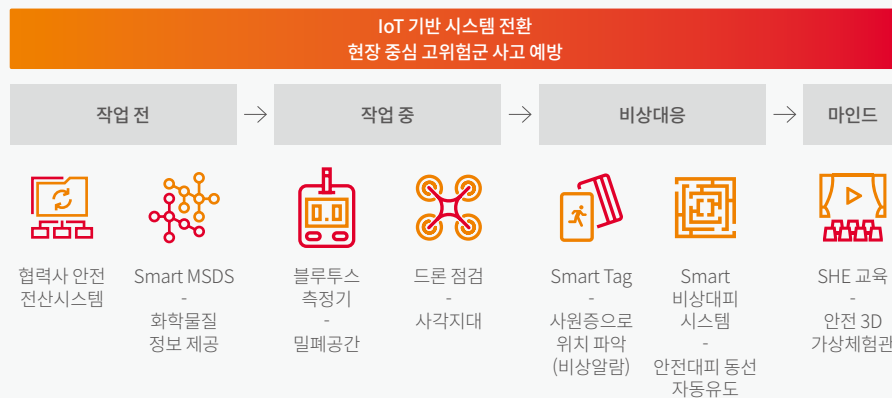 IoT 기반 시스템 전환
현장 중심 고위험군 사고 예방
작업 전
작업 중
비상대응
마인드
협력사 안전
전산시스템
Smart MSDS
-
화학물질
정보 제공
블루투스
측정기
-
밀폐공간
드론 점검
-
사각지대
Smart Tag
-
사원증으로
위치 파악
(비상알람)
Smart
비상대피
시스템
-
안전대피 동선
자동유도
SHE 교육
-
안전 3D
가상체험관